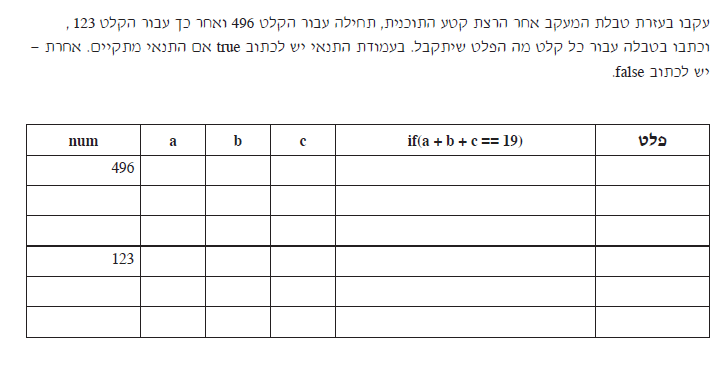 עקבו בעזרת טבלת המעקב אחר הרצת קטע התוכנית, תחילה עבור הקלט 496 ואחר כך עבור הקלט 123 ,
וכתבו בטבלה עבור כל קלט מה הפלט שיתקבל. בעמודת התנאי יש לכתוב true אם התנאי מתקיים. אחרת –
יש לכתוב false.
num a b c if(a + b + c == 19) פלט
496
123